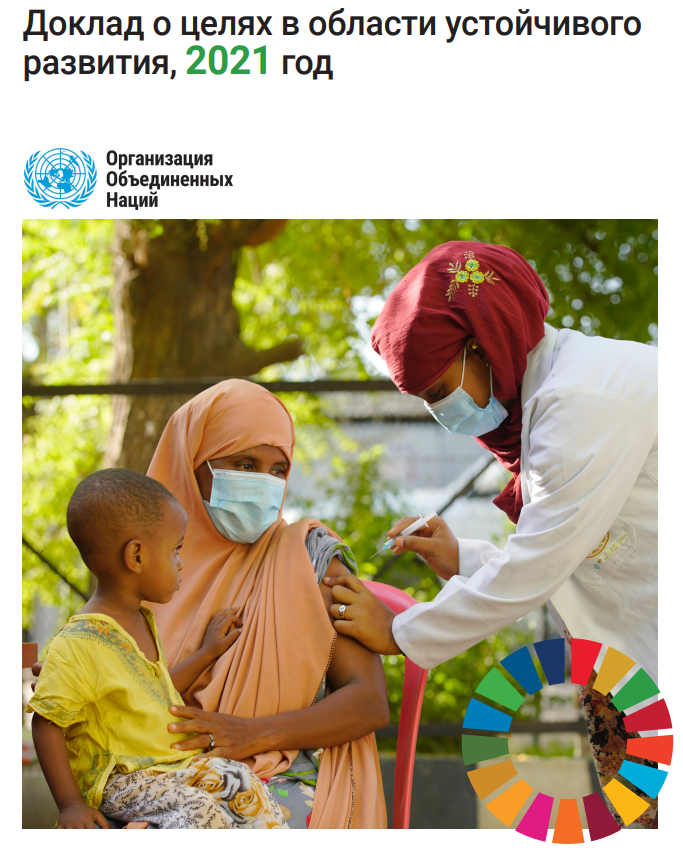 Доклад о целях в области устойчивого
развития, 2021 год
Организация
Объединенных
Наций